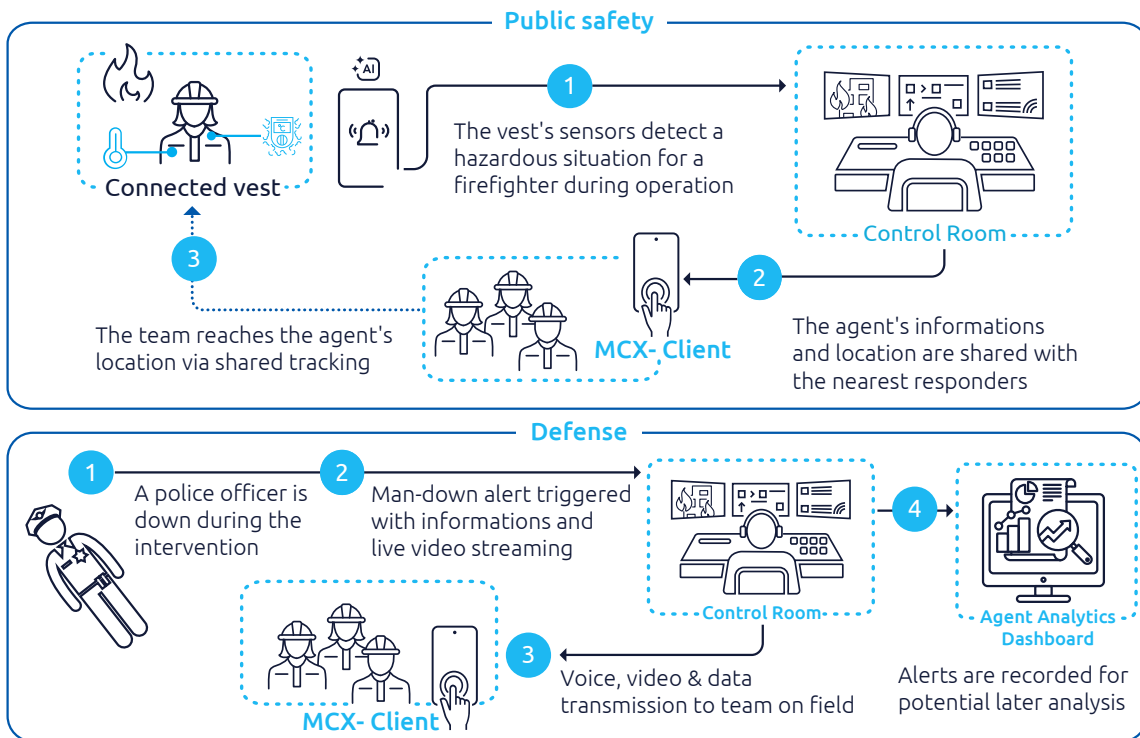 Public safety
AI
1
The vest's sensors detect a
hazardous situation for a
firefighter during operation
Connected vest
Control Room
3
2
The team reaches the agent's
location via shared tracking
MCX- Client
The agent's informations
and location are shared with
the nearest responders
Defense
1
A police officer is
down during the
intervention
2
Man-down alert triggered
with informations and
live video streaming
Control Room
4
Agent Analytics
Dashboard
3
Voice, video & data
transmission to team on field
Alerts are recorded for
potential later analysis
MCX- Client